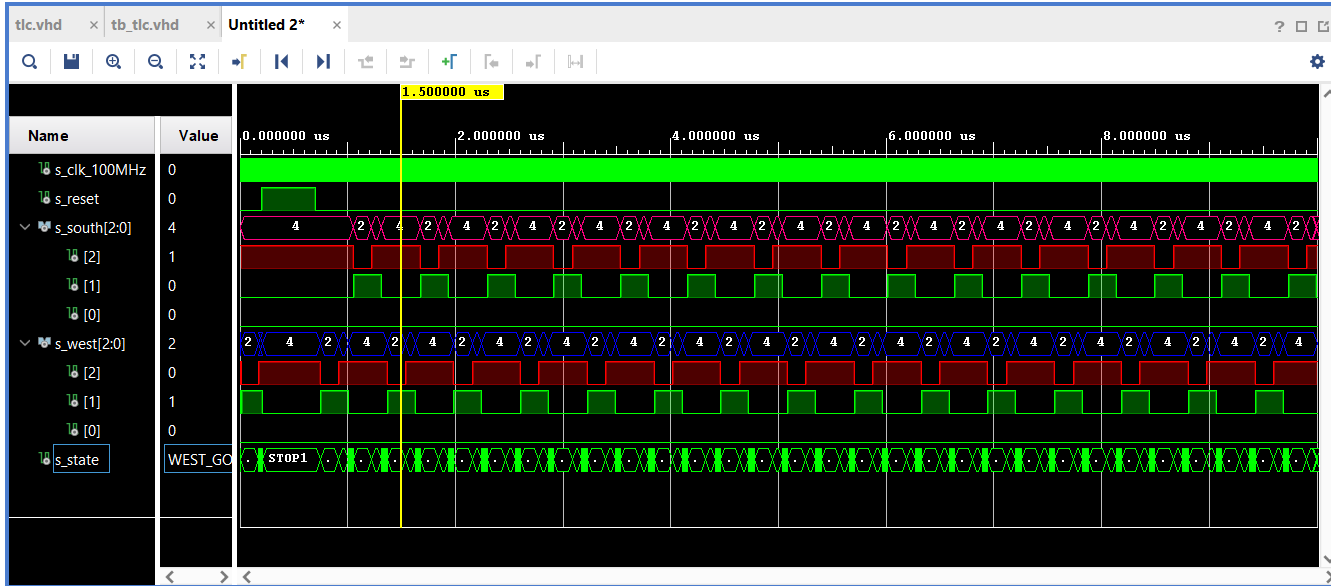 tlc.vhd × tb_tlc.vhd × Untitled 2* ×
?
1.500000 us
Name Value
0.000000 us 2.000000 us 4.000000 us 6.000000 us 8.000000 us
s_clk_100MHz 0
s_reset 0
s_south[2:0] 4 4 2 4 2 4 2 4 2 4 2 4 2 4 2 4 2 4 2 4 2 4 2 4 2 4 2 4 2 4 2
[2] 1
[1] 0
[0] 0
s_west[2:0] 2 2 4 2 4 2 4 2 4 2 4 2 4 2 4 2 4 2 4 2 4 2 4 2 4 2 4 2 4 2 4 2 4
[2] 0
[1] 1
[0] 0
s_state WEST_GO STOP1